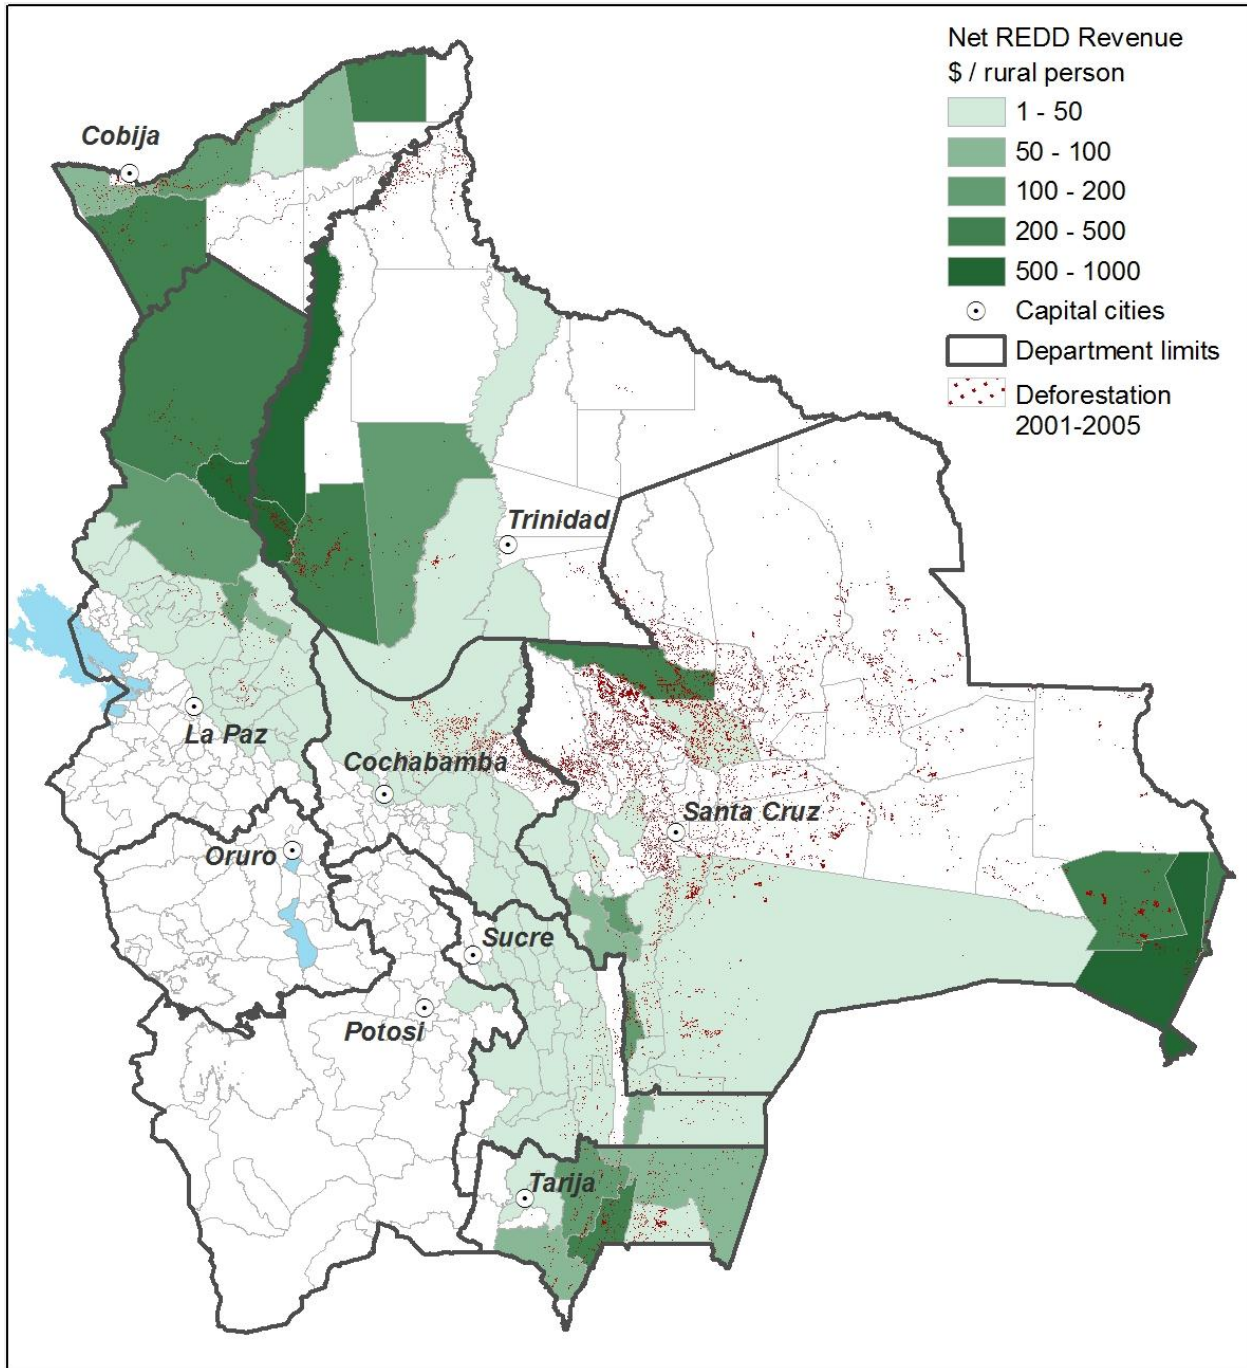 Net REDD Revenue
$ / rural person
1 - 50
50 - 100
100 - 200
200 - 500
500 - 1000
Capital cities
Department limits
Deforestation
2001-2005
Cobija
Trinidad
La Paz
Cochabamba
Santa Cruz
Oruro
Sucre
Potosi
Tarija